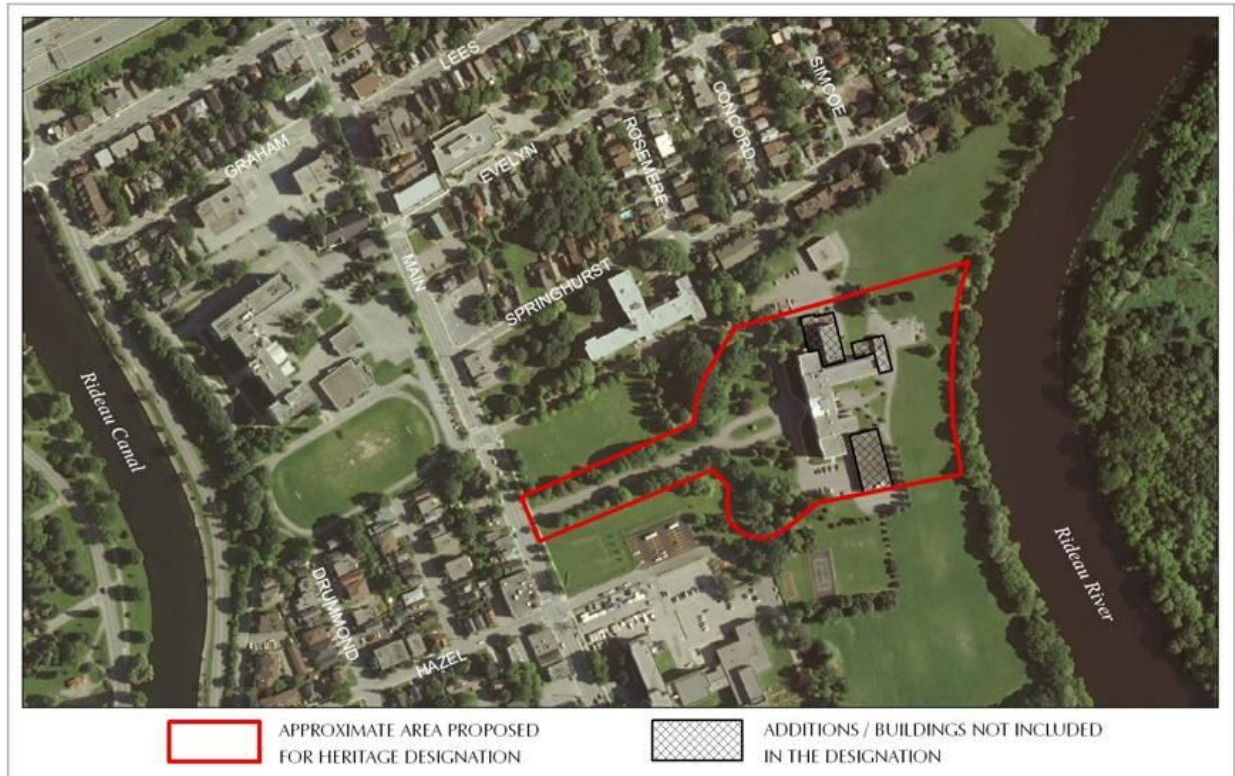 LEES
SIMCOE
CONCORD
GRAHAM
EVELYN
ROSEMERE
MAIN
SPRINGHURST
Rideau Canal
Rideau River
DRUMMOND
HAZEL
APPROXIMATE AREA PROPOSED
FOR HERITAGE DESIGNATION
ADDITIONS / BUILDINGS NOT INCLUDED
IN THE DESIGNATION